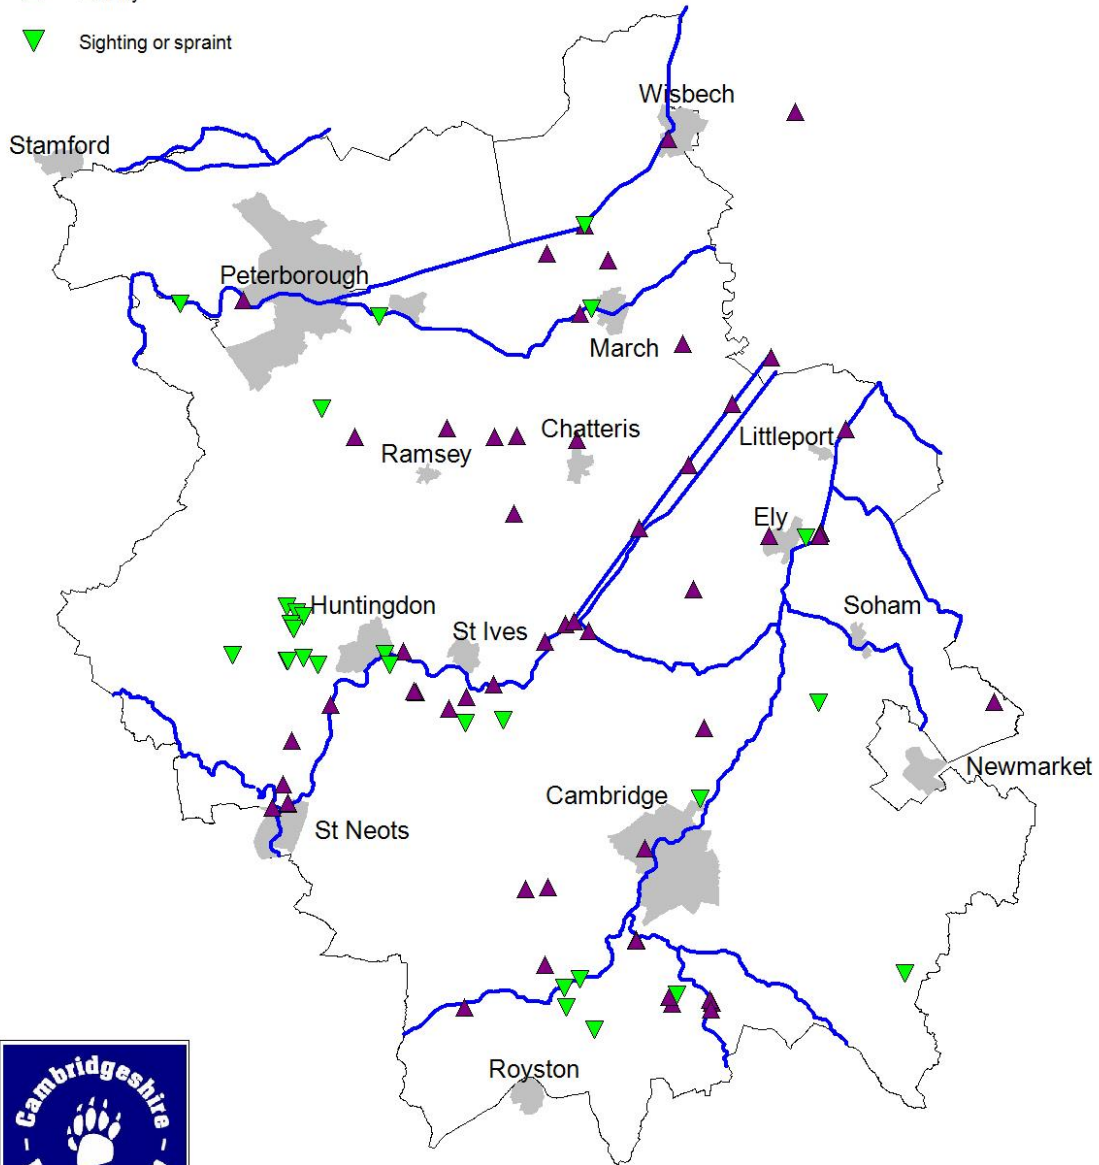 Sighting or spraint
Wisbech
Stamford
Peterborough
March
Chatteris
Ramsey
Littleport
Ely
Huntingdon
St Ives
Soham
Newmarket
Cambridge
St Neots
Royston
Cambridgeshire